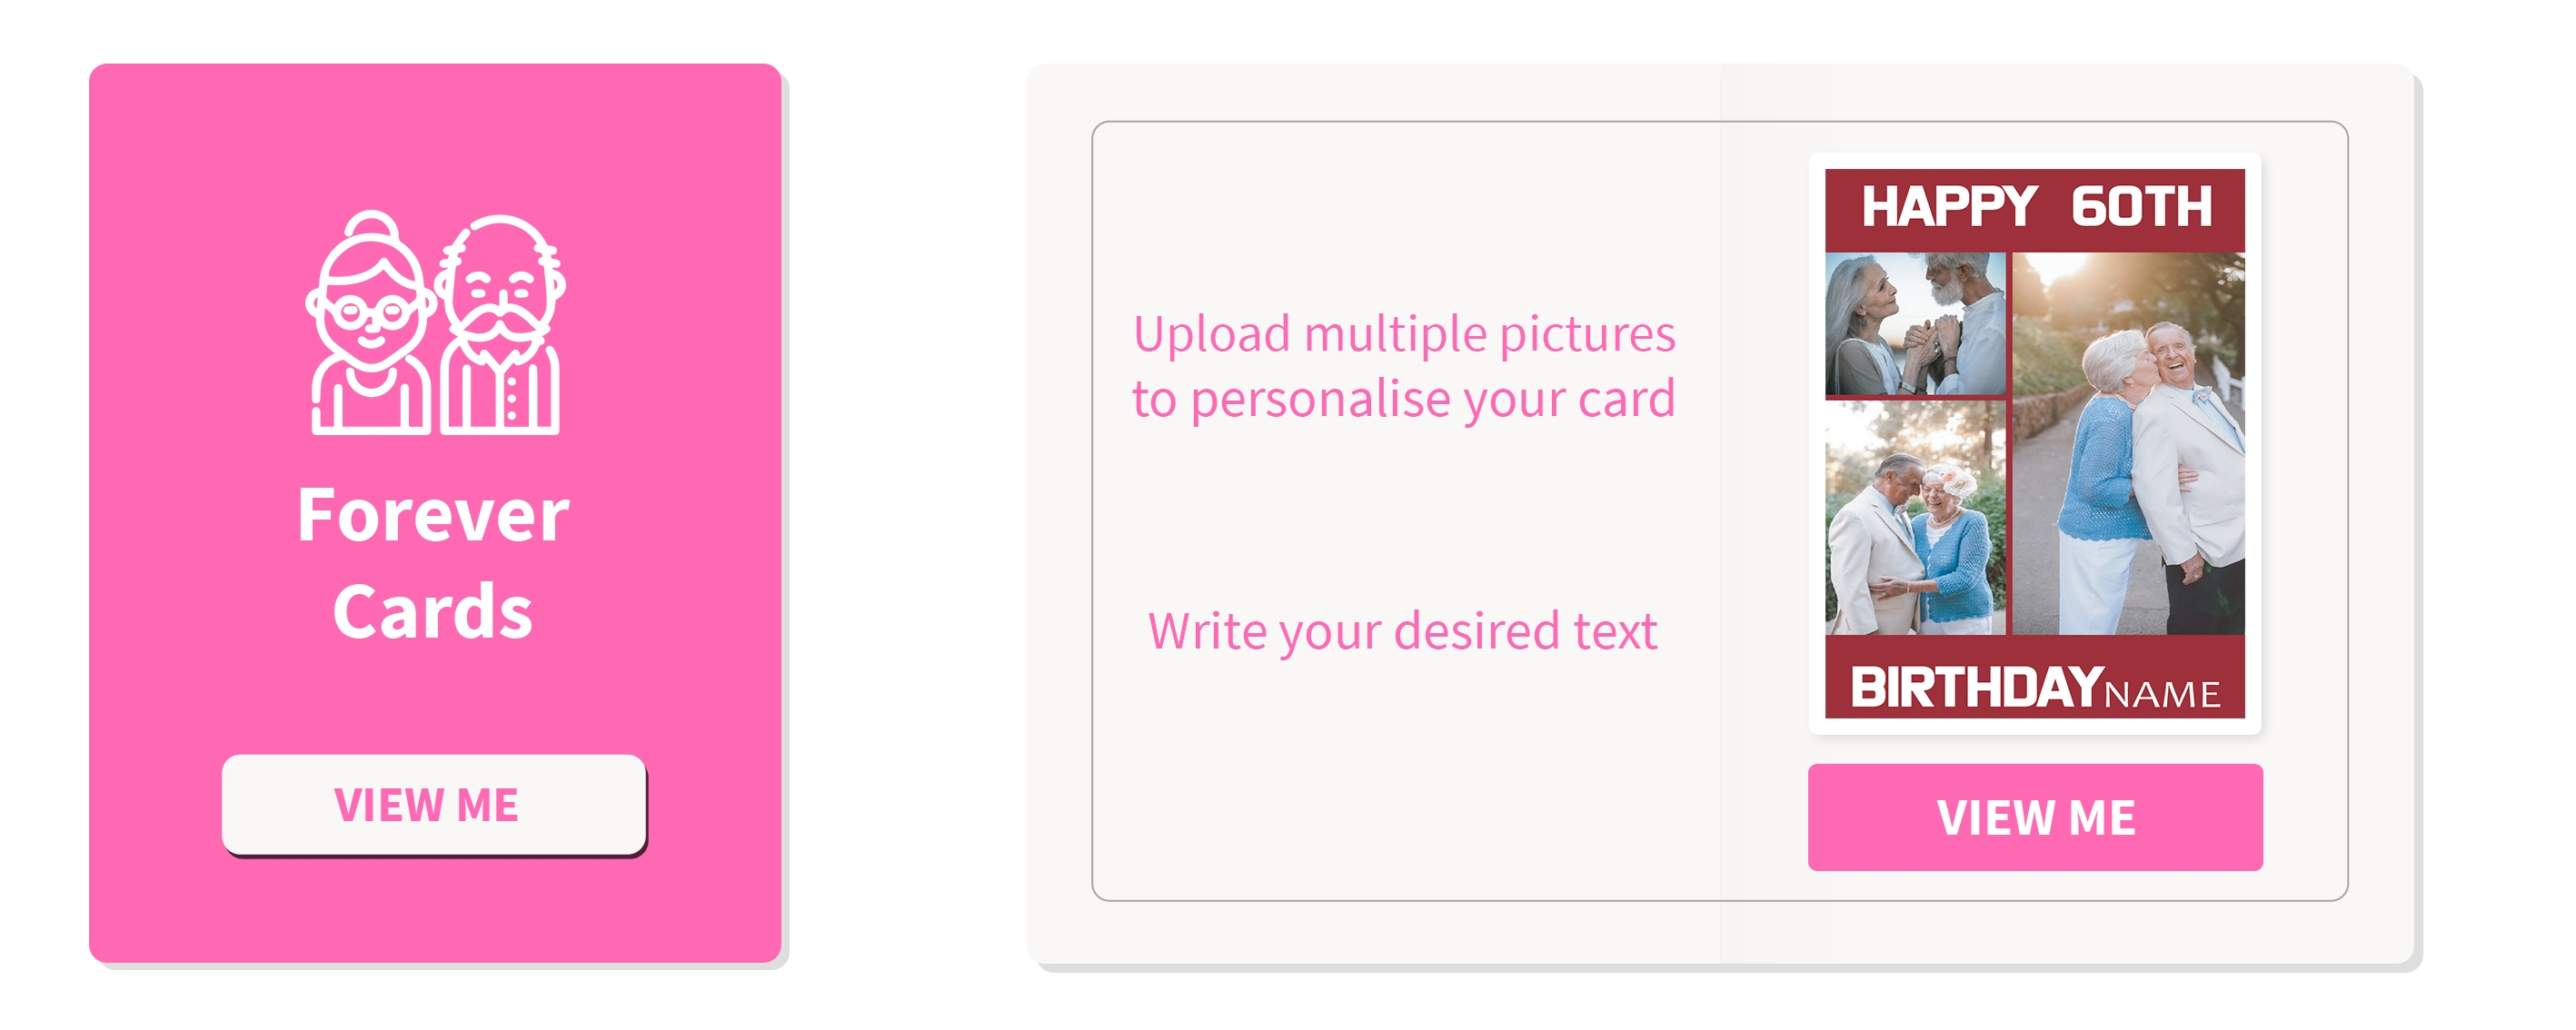 Forever
Cards
VIEW ME
Upload multiple pictures
to personalise your card
Write your desired text
HAPPY 60TH
BIRTHDAY NAME
VIEW ME